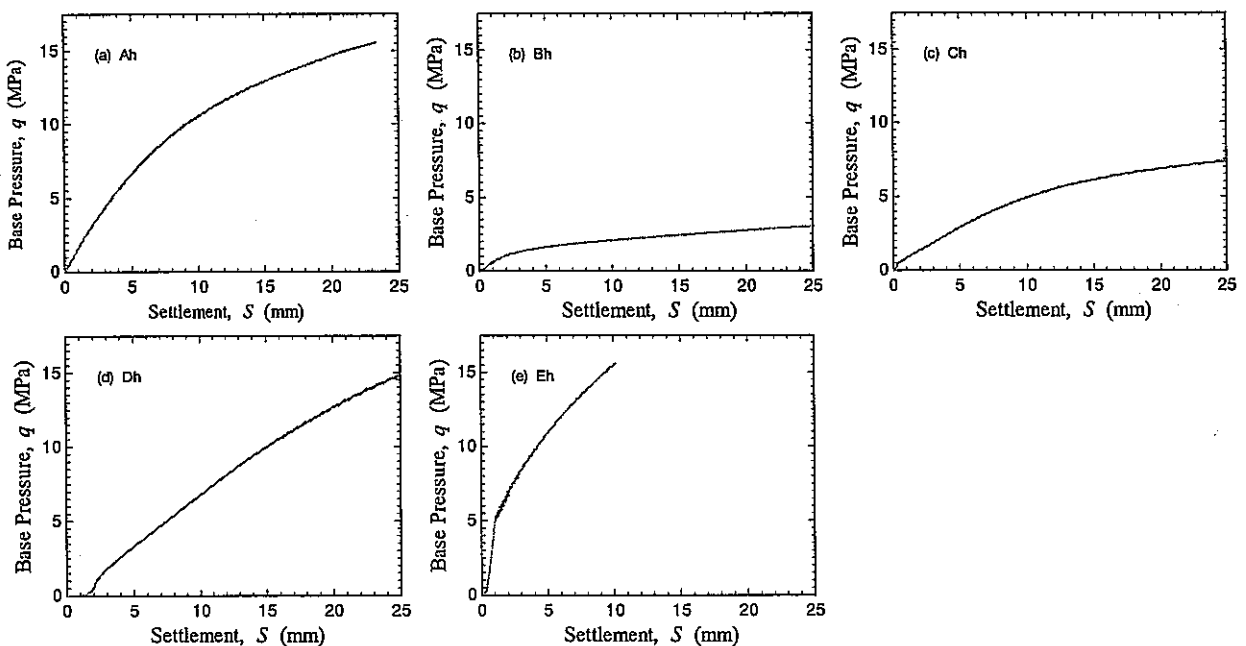 Base Pressure, q (MPa)
15
10
5
0
(a) Ah
0 5 10 15 20 25
Settlement, S (mm)
Base Pressure, q (MPa)
15
10
5
0
(b) Bh
0 5 10 15 20 25
Settlement, S (mm)
Base Pressure, q (MPa)
15
10
5
0
(c) Ch
0 5 10 15 20 25
Settlement, S (mm)
Base Pressure, q (MPa)
15
10
5
0
(d) Dh
0 5 10 15 20 25
Settlement, S (mm)
Base Pressure, q (MPa)
15
10
5
0
(e) Eh
0 5 10 15 20 25
Settlement, S (mm)